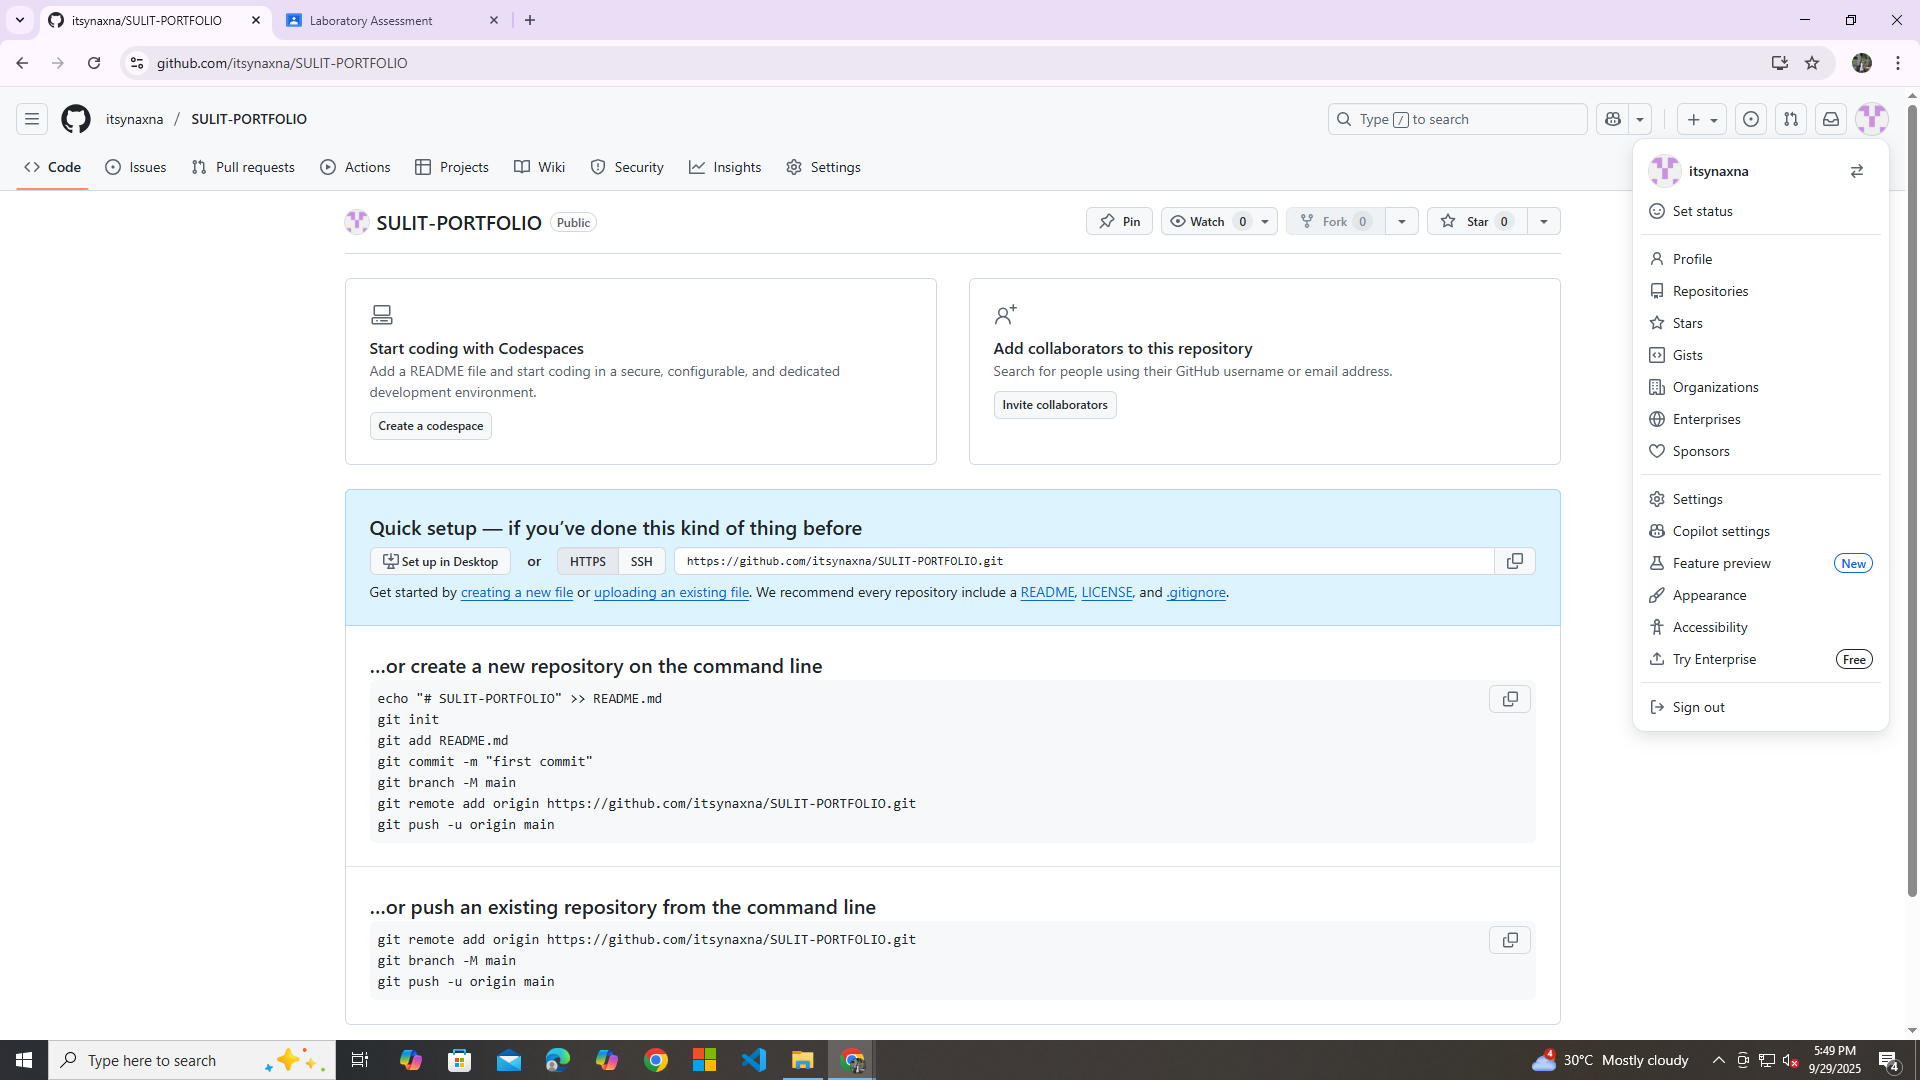 itsynaxna/SULIT-PORTFOLIO
Laboratory Assessment
github.com/itsynaxna/SULIT-PORTFOLIO
itsynaxna / SULIT-PORTFOLIO
Type / to search
Code
Issues
Pull requests
Actions
Projects
Wiki
Security
Insights
Settings
SULIT-PORTFOLIO Public
Pin
Watch 0
Fork 0
Star 0
Start coding with Codespaces
Add a README file and start coding in a secure, configurable, and dedicated
development environment.
Create a codespace
Add collaborators to this repository
Search for people using their GitHub username or email address.
Invite collaborators
Quick setup — if you’ve done this kind of thing before
Set up in Desktop or HTTPS SSH https://github.com/itsynaxna/SULIT-PORTFOLIO.git
Get started by creating a new file or uploading an existing file. We recommend every repository include a README, LICENSE, and .gitignore.
…or create a new repository on the command line
echo "# SULIT-PORTFOLIO" >> README.md
git init
git add README.md
git commit -m "first commit"
git branch -M main
git remote add origin https://github.com/itsynaxna/SULIT-PORTFOLIO.git
git push -u origin main
…or push an existing repository from the command line
git remote add origin https://github.com/itsynaxna/SULIT-PORTFOLIO.git
git branch -M main
git push -u origin main
itsynaxna
Set status
Profile
Repositories
Stars
Gists
Organizations
Enterprises
Sponsors
Settings
Copilot settings
Feature preview New
Appearance
Accessibility
Try Enterprise Free
Sign out
Type here to search
4
30°C Mostly cloudy
5:49 PM
9/29/2025
4